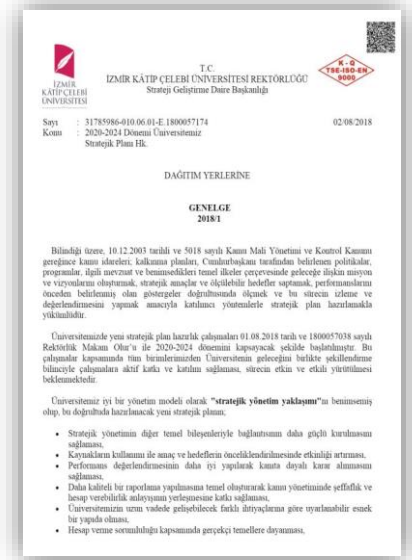 T.C.
İZMİR KÂTİP ÇELEBİ ÜNİVERSİTESİ REKTÖRLÜĞÜ
Strateji Geliştirme Daire Başkanlığı
İZMİR
KÂTİP ÇELEBİ
ÜNİVERSİTESİ
K - Q
TSE-ISO-EN
9000
Sayı : 31785986-010.06.01-E.1800057174 02/08/2018
Konu : 2020-2024 Dönemi Üniversitemiz
Stratejik Planı Hk.
DAĞITIM YERLERİNE
GENELGE
2018/1
Bilindiği üzere, 10.12.2003 tarihli ve 5018 sayılı Kamu Mali Yönetimi ve Kontrol Kanunu
gereğince kamu idareleri; kalkınma planları, Cumhurbaşkanı tarafından belirlenen politikalar,
programlar, ilgili mevzuat ve benimsedikleri temel ilkeler çerçevesinde geleceğe ilişkin misyon
ve vizyonlarını oluşturmak, stratejik amaçlar ve ölçülebilir hedefler saptamak, performanslarını
önceden belirlenmiş olan göstergeler doğrultusunda ölçmek ve bu sürecin izleme ve
değerlendirmesini yapmak amacıyla katılımcı yöntemlerle stratejik plan hazırlamakla
yükümlüdür.
Üniversitemizde yeni stratejik plan hazırlık çalışmaları 01.08.2018 tarih ve 1800057038 sayılı
Rektörlük Makam Olur'u ile 2020-2024 dönemini kapsayacak şekilde başlatılmıştır. Bu
çalışmalar kapsamında tüm birimlerimizden Üniversitenin geleceğini birlikte şekillendirme
bilinciyle çalışmalara aktif katkı ve katılım sağlaması, sürecin etkin ve etkili yürütülmesi
beklenmektedir.
Üniversitemiz iyi bir yönetim modeli olarak "stratejik yönetim yaklaşımı"nı benimsemiş
olup, bu doğrultuda hazırlanacak yeni stratejik planın;
• Stratejik yönetimin diğer temel bileşenleriyle bağlantısının daha güçlü kurulmasını
sağlaması,
• Kaynakların kullanımı ile amaç ve hedeflerin önceliklendirilmesinde etkinliği artırması,
• Performans değerlendirmesinin daha iyi yapılarak kanıta dayalı karar alınmasını
sağlaması,
• Daha kaliteli bir raporlama yapılmasına temel oluşturarak kamu yönetiminde şeffaflık ve
hesap verebilirlik anlayışının yerleşmesine katkı sağlaması,
• Üniversitemizin uzun vadede gelişebilecek farklı ihtiyaçlarına göre uyarlanabilir esnek
bir yapıda olması,
• Hesap verme sorumluluğu kapsamında gerçekçi temellere dayanması,